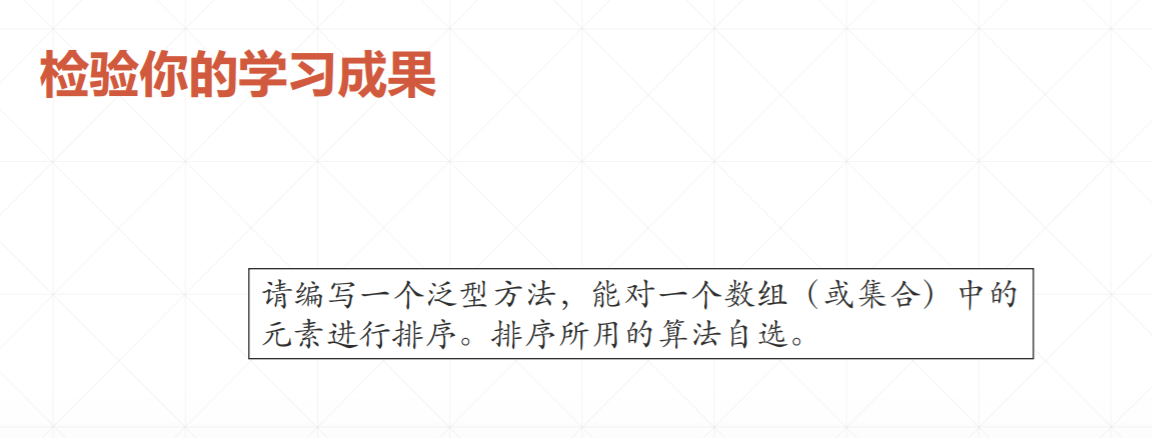 检验你的学习成果
请编写一个泛型方法，能对一个数组（或集合）中的
元素进行排序。排序所用的算法自选。